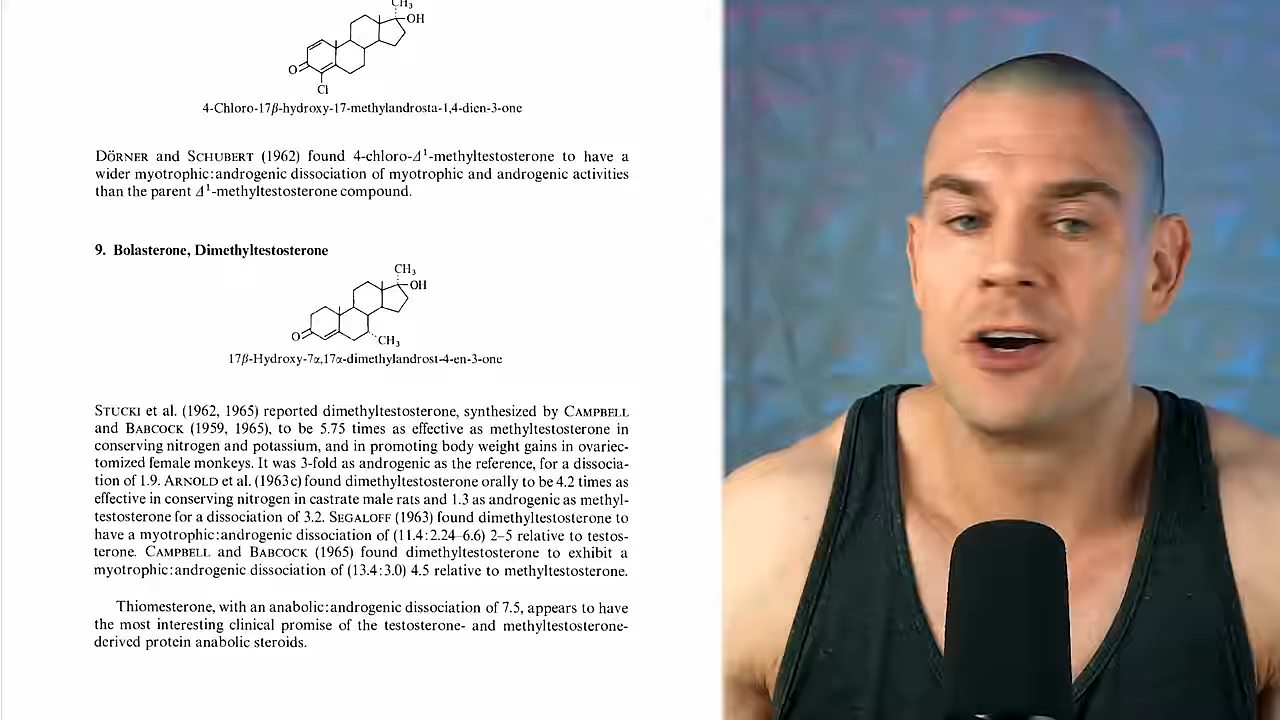 CH₃
OH
O
Cl
4-Chloro-17β-hydroxy-17-methylandrosta-1,4-dien-3-one
DÖRNER and SCHUBERT (1962) found 4-chloro-Δ¹-methyltestosterone to have a
wider myotrophic:androgenic dissociation of myotrophic and androgenic activities
than the parent Δ¹-methyltestosterone compound.
9. Bolasterone, Dimethyltestosterone
CH₃
OH
O
CH₃
17β-Hydroxy-7α,17α-dimethylandrost-4-en-3-one
STUCKI et al. (1962, 1965) reported dimethyltestosterone, synthesized by CAMPBELL
and BABCOCK (1959, 1965), to be 5.75 times as effective as methyltestosterone in
conserving nitrogen and potassium, and in promoting body weight gains in ovariec-
tomized female monkeys. It was 3-fold as androgenic as the reference, for a dissocia-
tion of 1.9. ARNOLD et al. (1963c) found dimethyltestosterone orally to be 4.2 times as
effective in conserving nitrogen in castrate male rats and 1.3 as androgenic as methyl-
testosterone for a dissociation of 3.2. SEGALOFF (1963) found dimethyltestosterone to
have a myotrophic:androgenic dissociation of (11.4:2.24–6.6) 2–5 relative to testos-
terone. CAMPBELL and BABCOCK (1965) found dimethyltestosterone to exhibit a
myotrophic:androgenic dissociation of (13.4:3.0) 4.5 relative to methyltestosterone.
Thiomesterone, with an anabolic:androgenic dissociation of 7.5, appears to have
the most interesting clinical promise of the testosterone- and methyltestosterone-
derived protein anabolic steroids.